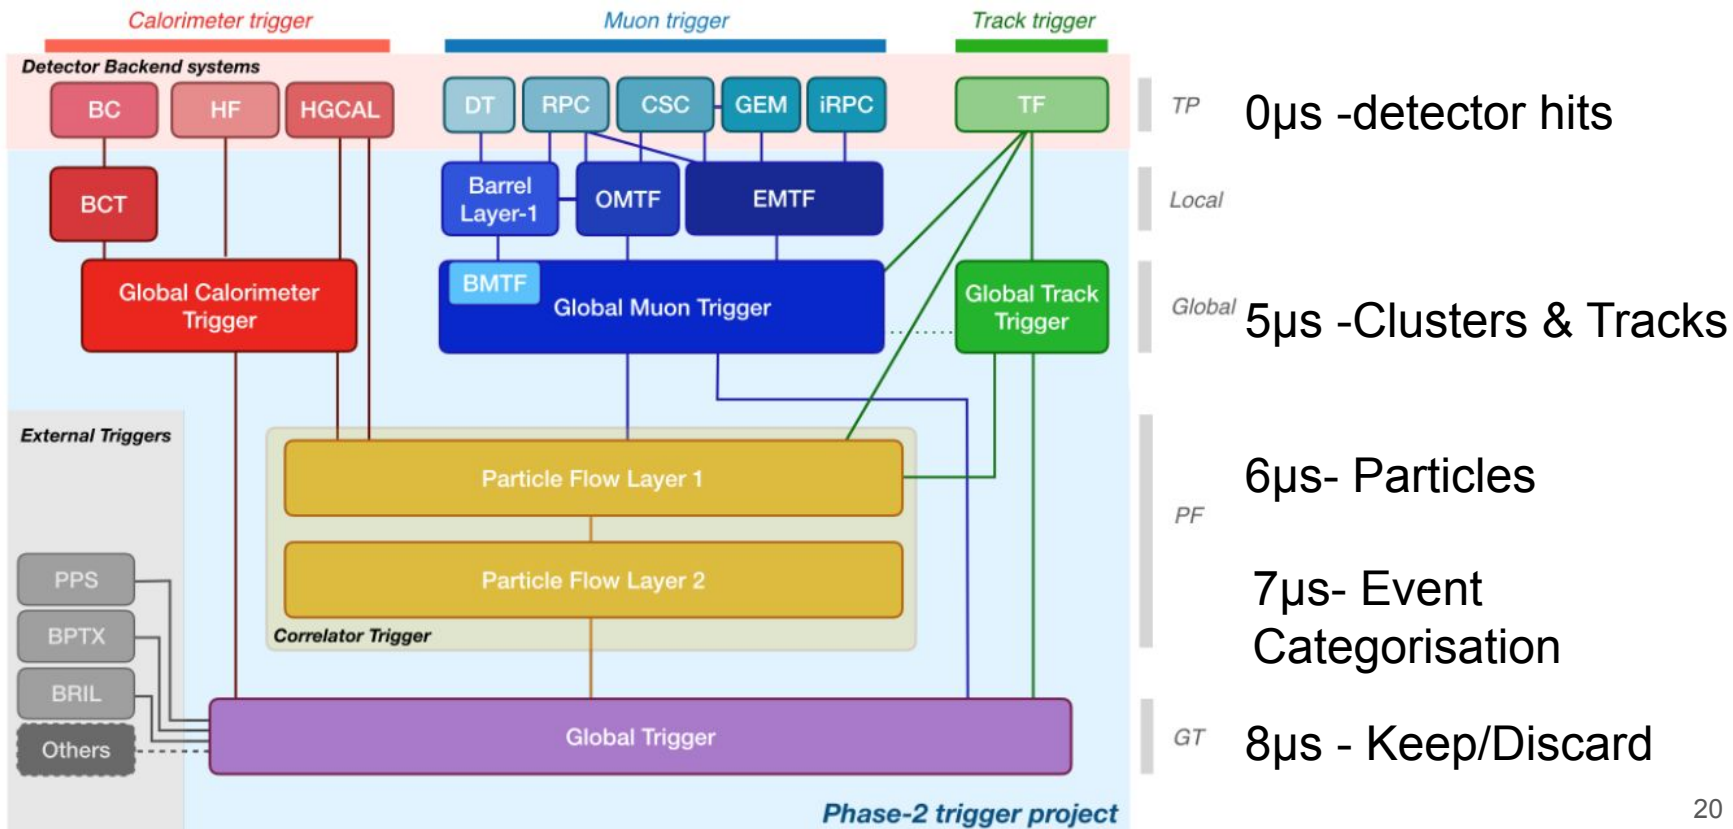 Calorimeter trigger
Muon trigger
Track trigger
Detector Backend systems
BC
HF
HGCAL
DT
RPC
CSC
GEM
iRPC
TF
TP
0µs -detector hits
BCT
Barrel
Layer-1
OMTF
EMTF
Local
Global Calorimeter
Trigger
BMTF
Global Muon Trigger
Global Track
Trigger
Global
5µs -Clusters & Tracks
External Triggers
Particle Flow Layer 1
6µs- Particles
PF
PPS
Particle Flow Layer 2
7µs- Event
Categorisation
BPTX
Correlator Trigger
BRIL
Others
Global Trigger
GT
8µs - Keep/Discard
Phase-2 trigger project
20